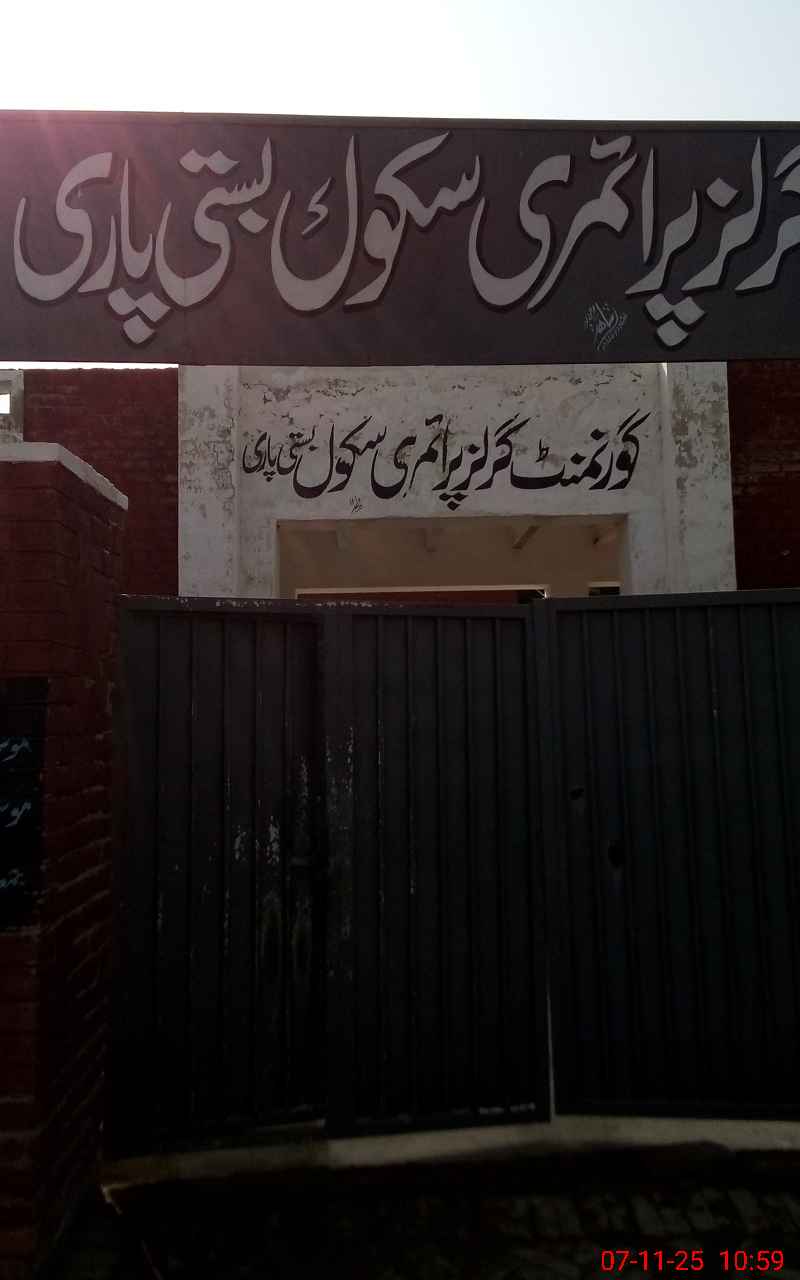 گرلز پرائمری سکول بستی پاری
گورنمنٹ گرلز پرائمری سکول بستی پاری
07-11-25 10:59